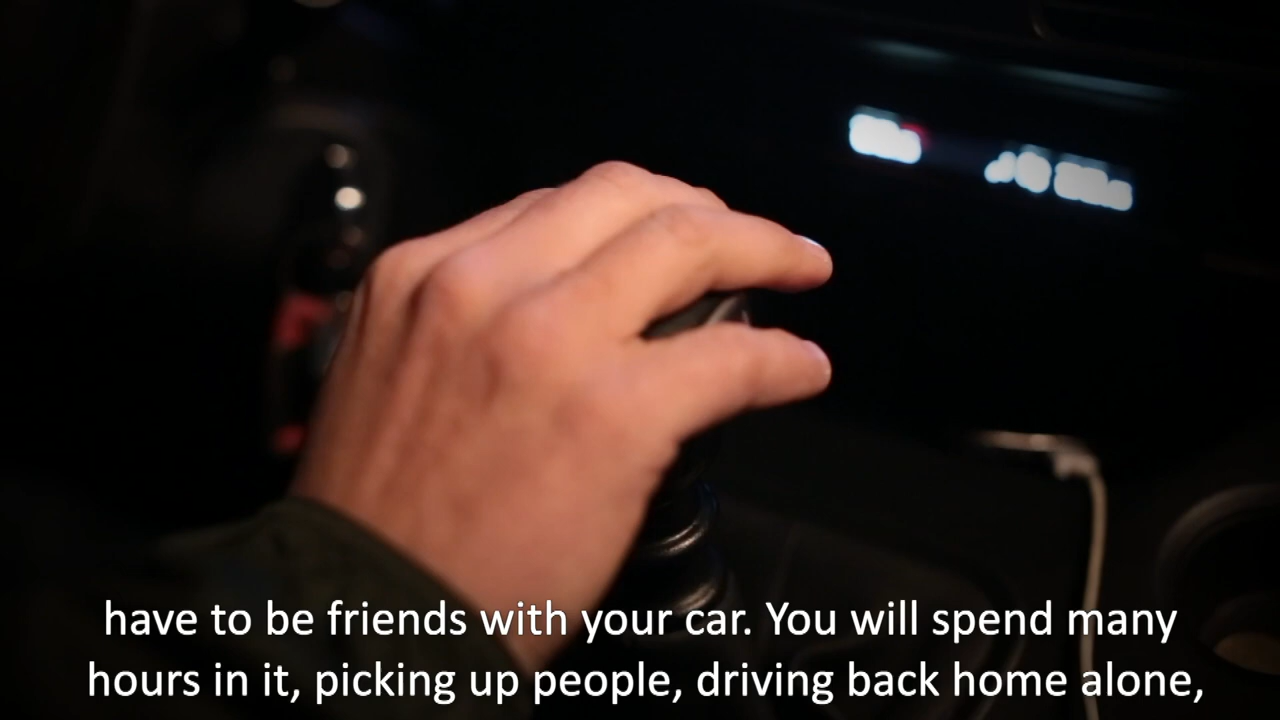 have to be friends with your car. You will spend many
hours in it, picking up people, driving back home alone,